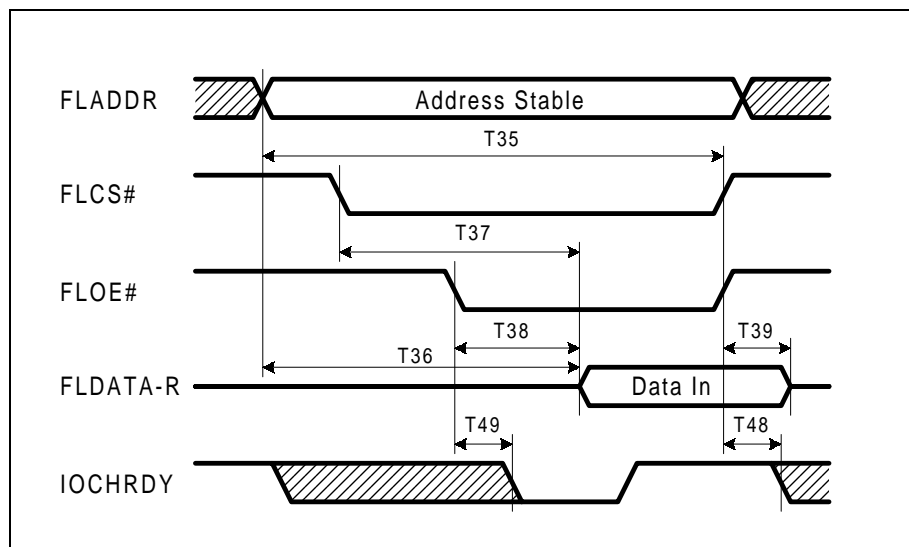 FLADDR
Address Stable
T35
FLCS#
T37
FLOE#
T38
T39
T36
FLDATA-R
Data In
T49
T48
IOCHRDY